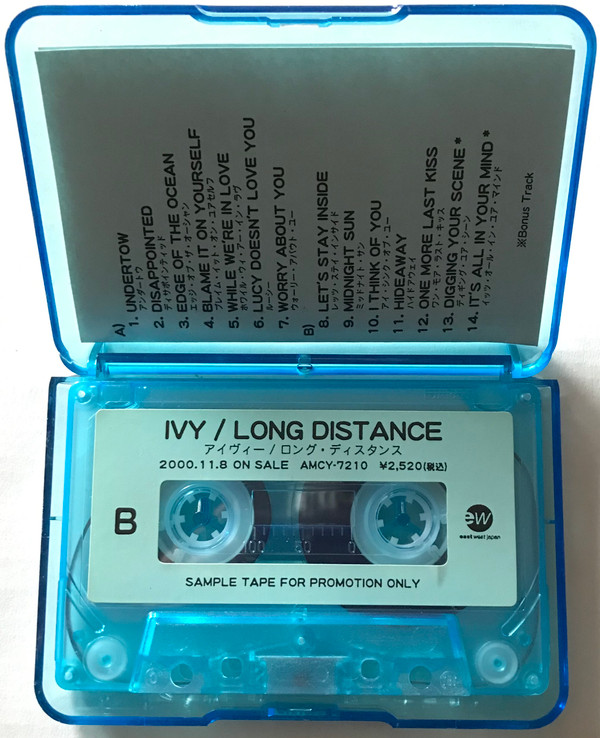 A)
1. UNDERTOW
アンダートウ
2. DISAPPOINTED
ディサポインティッド
3. EDGE OF THE OCEAN
エッジ・オブ・ザ・オーシャン
4. BLAME IT ON YOURSELF
ブレイム・イット・オン・ユアセルフ
5. WHILE WE'RE IN LOVE
ホワイル・ウィ・アー・イン・ラヴ
6. LUCY DOESN'T LOVE YOU
ルーシー
7. WORRY ABOUT YOU
ウォーリー・アバウト・ユー
B)
8. LET'S STAY INSIDE
レッツ・ステイ・インサイド
9. MIDNIGHT SUN
ミッドナイト・サン
10. I THINK OF YOU
アイ・シンク・オブ・ユー
11. HIDEAWAY
ハイドアウェイ
12. ONE MORE LAST KISS
ワン・モア・ラスト・キッス
13. DIGGING YOUR SCENE *
ディギング・ユア・シーン
14. IT'S ALL IN YOUR MIND *
イッツ・オール・イン・ユア・マインド
※Bonus Track
IVY / LONG DISTANCE
アイヴィー / ロング・ディスタンス
2000.11.8 ON SALE AMCY-7210 ¥2,520(税込)
B
100 50 0
ew
east west japan
SAMPLE TAPE FOR PROMOTION ONLY